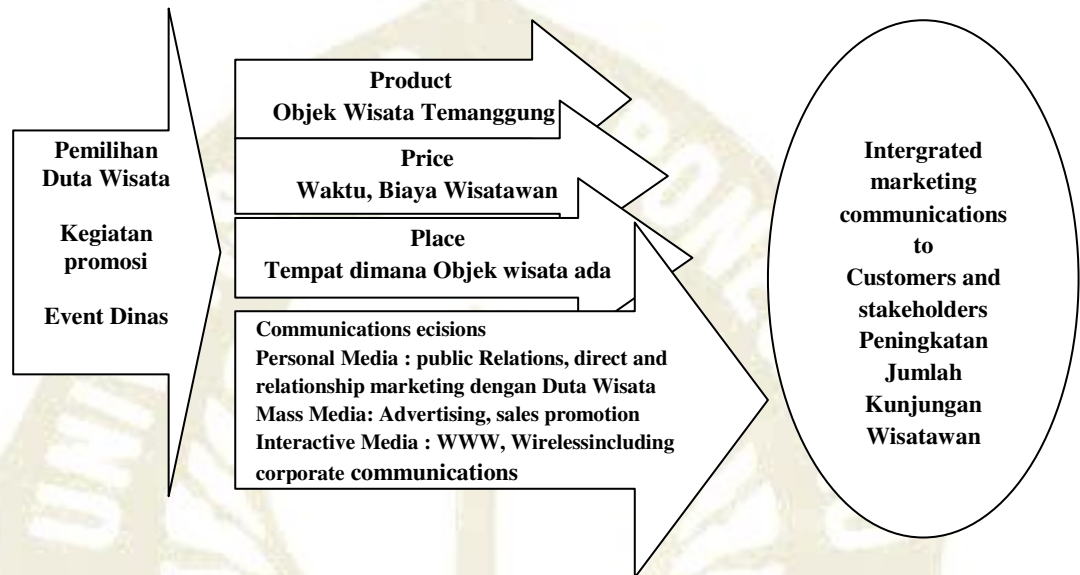 Pemilihan
Duta Wisata
Kegiatan
promosi
Event Dinas
Product
Objek Wisata Temanggung
Price
Waktu, Biaya Wisatawan
Place
Tempat dimana Objek wisata ada
Communications ecisions
Personal Media : public Relations, direct and
relationship marketing dengan Duta Wisata
Mass Media: Advertising, sales promotion
Interactive Media : WWW, Wirelessincluding
corporate communications
Intergrated
marketing
communications
to
Customers and
stakeholders
Peningkatan
Jumlah
Kunjungan
Wisatawan